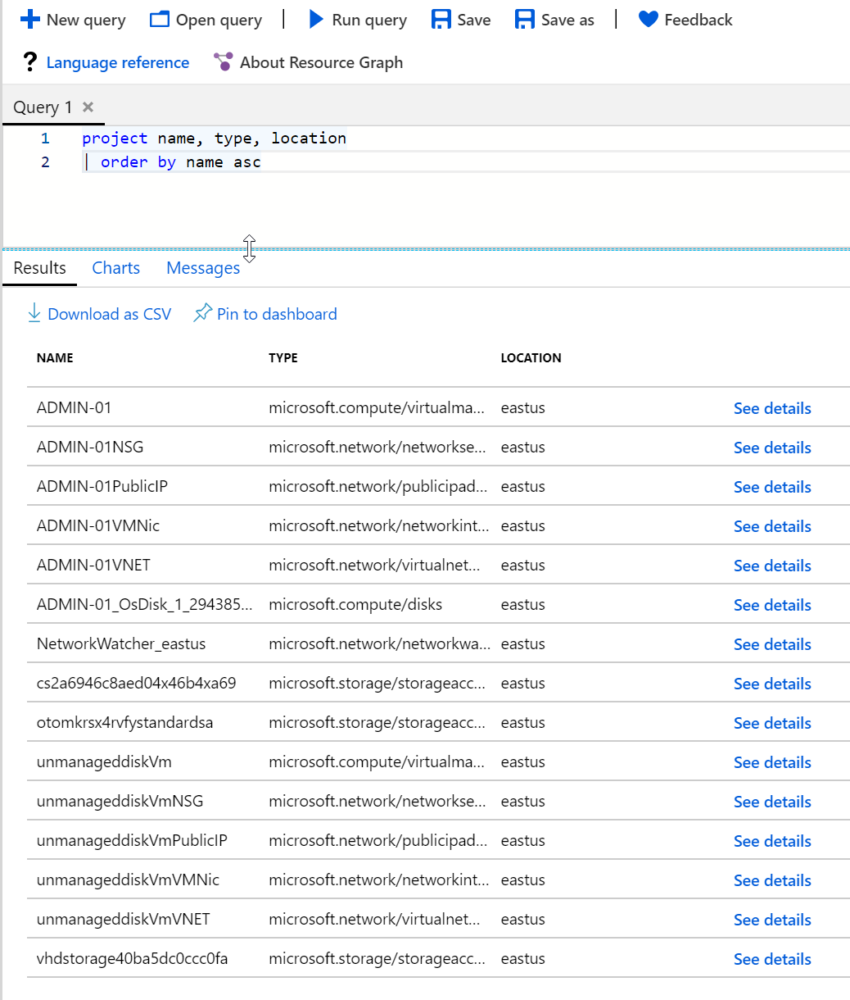 New query Open query Run query Save Save as Feedback
? Language reference About Resource Graph
Query 1
1 project name, type, location
2 | order by name asc
Results Charts Messages
Download as CSV Pin to dashboard
NAME TYPE LOCATION
ADMIN-01 microsoft.compute/virtualma... eastus See details
ADMIN-01NSG microsoft.network/networkse... eastus See details
ADMIN-01PublicIP microsoft.network/publicipad... eastus See details
ADMIN-01VMNic microsoft.network/networkint... eastus See details
ADMIN-01VNET microsoft.network/virtualnet... eastus See details
ADMIN-01_OsDisk_1_294385... microsoft.compute/disks eastus See details
NetworkWatcher_eastus microsoft.network/networkwa... eastus See details
cs2a6946c8aed04x46b4xa69 microsoft.storage/storageacc... eastus See details
otomkrsx4rvfystandardsa microsoft.storage/storageacc... eastus See details
unmanageddiskVm microsoft.compute/virtualma... eastus See details
unmanageddiskVmNSG microsoft.network/networkse... eastus See details
unmanageddiskVmPublicIP microsoft.network/publicipad... eastus See details
unmanageddiskVmVMNic microsoft.network/networkint... eastus See details
unmanageddiskVmVNET microsoft.network/virtualnet... eastus See details
vhdstorage40ba5dc0ccc0fa microsoft.storage/storageacc... eastus See details